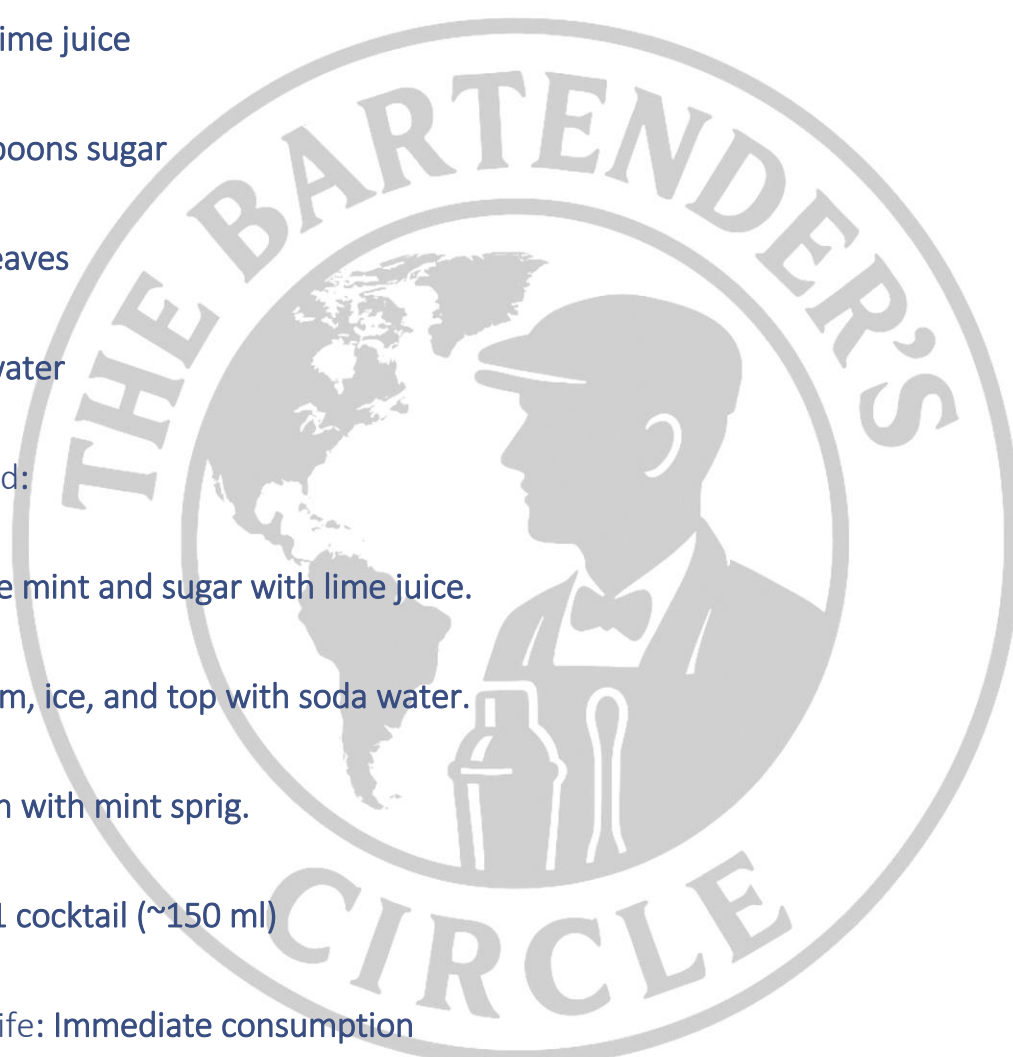 ime juice
poons sugar
eaves
vater
d:
e mint and sugar with lime juice.
m, ice, and top with soda water.
n with mint sprig.
1 cocktail (~150 ml)
ife: Immediate consumption
THE BARTENDER'S
CIRCLE